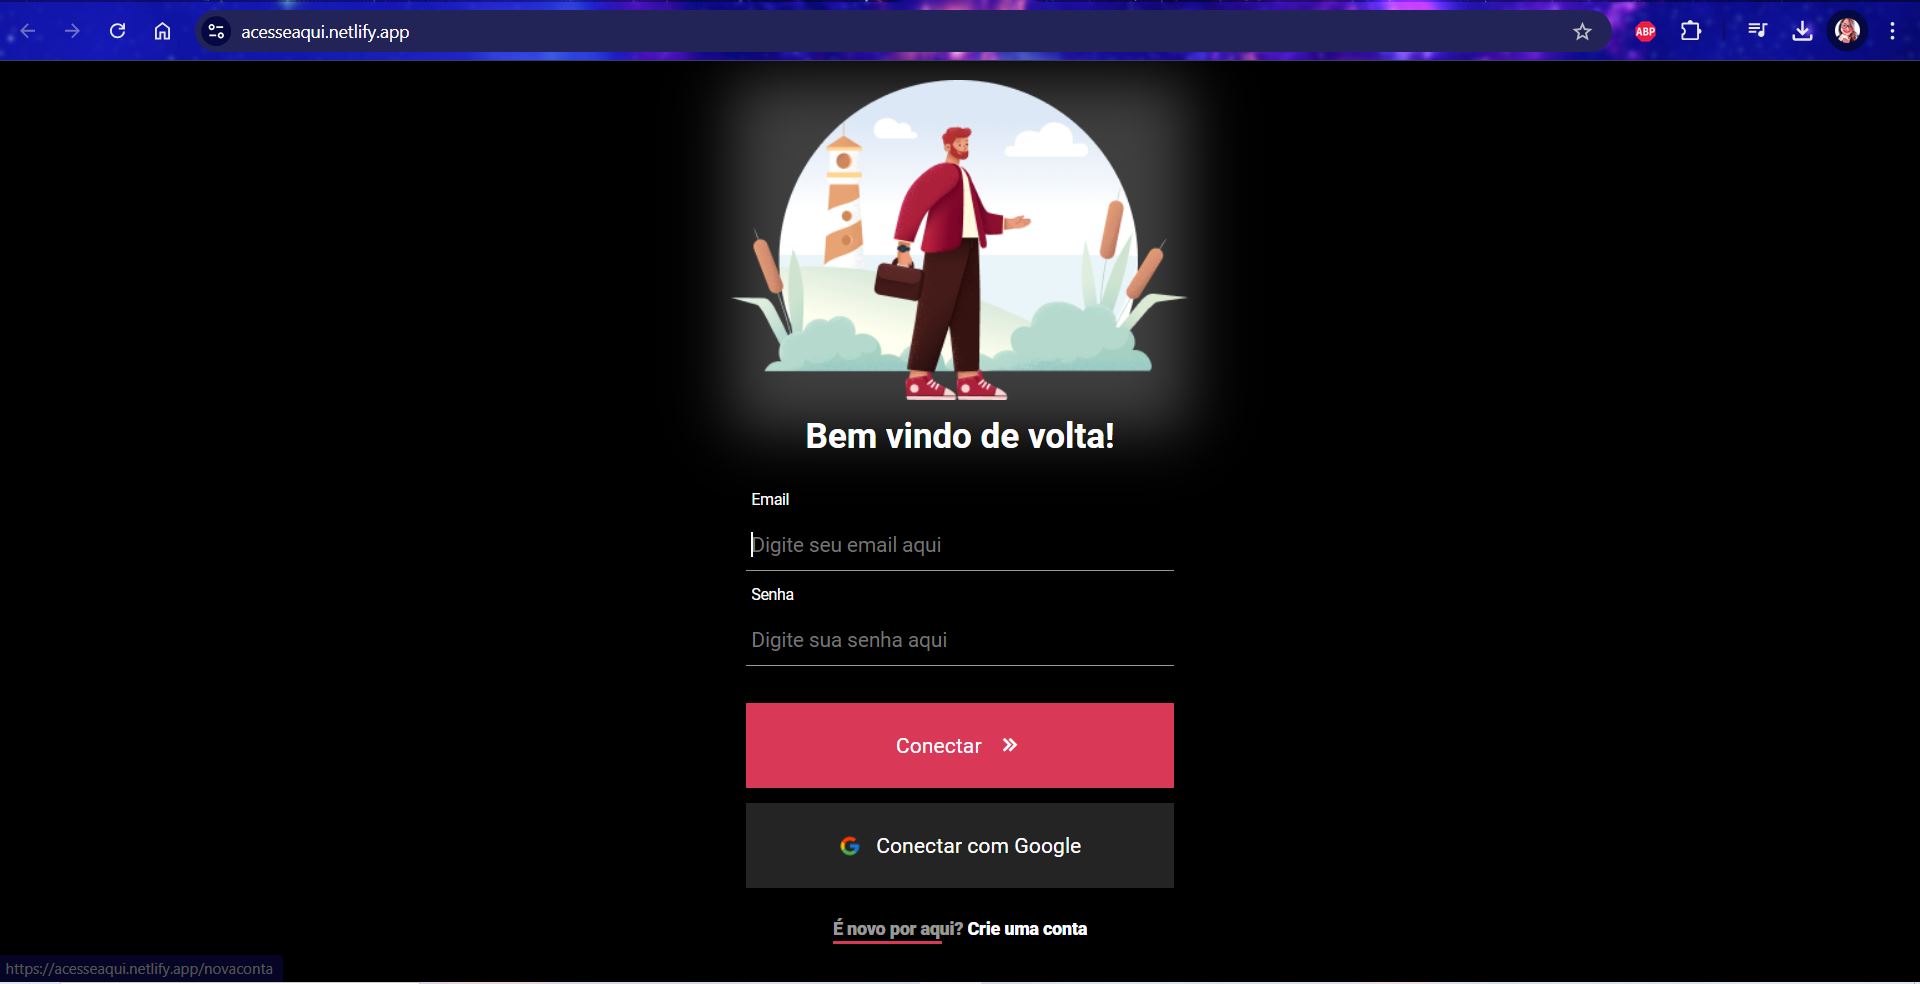 acesseaqui.netlify.app
ABP
Bem vindo de volta!
Email
Digite seu email aqui
Senha
Digite sua senha aqui
Conectar »
Conectar com Google
É novo por aqui? Crie uma conta
https://acesseaqui.netlify.app/novaconta